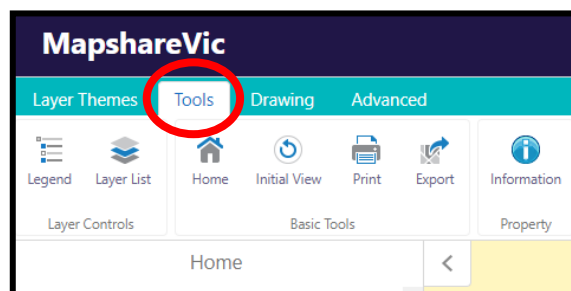 MapshareVic
Layer Themes Tools Drawing Advanced
Legend Layer List Home Initial View Print Export Information
Layer Controls Basic Tools Property
Home